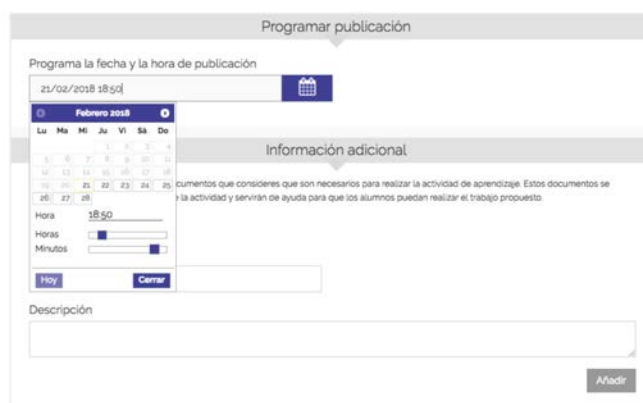 Programar publicación
Programa la fecha y la hora de publicación
21/02/2018 18:50
Febrero 2018
Lu Ma Mi Ju Vi Sá Do
1 2 3 4
5 6 7 8 9 10 11
12 13 14 15 16 17 18
19 20 21 22 23 24 25
26 27 28
Hora 18:50
Horas
Minutos
Hoy Cerrar
Información adicional
cumentos que consideres que son necesarios para realizar la actividad de aprendizaje. Estos documentos se
la actividad y servirán de ayuda para que los alumnos puedan realizar el trabajo propuesto.
Descripción
Añadir